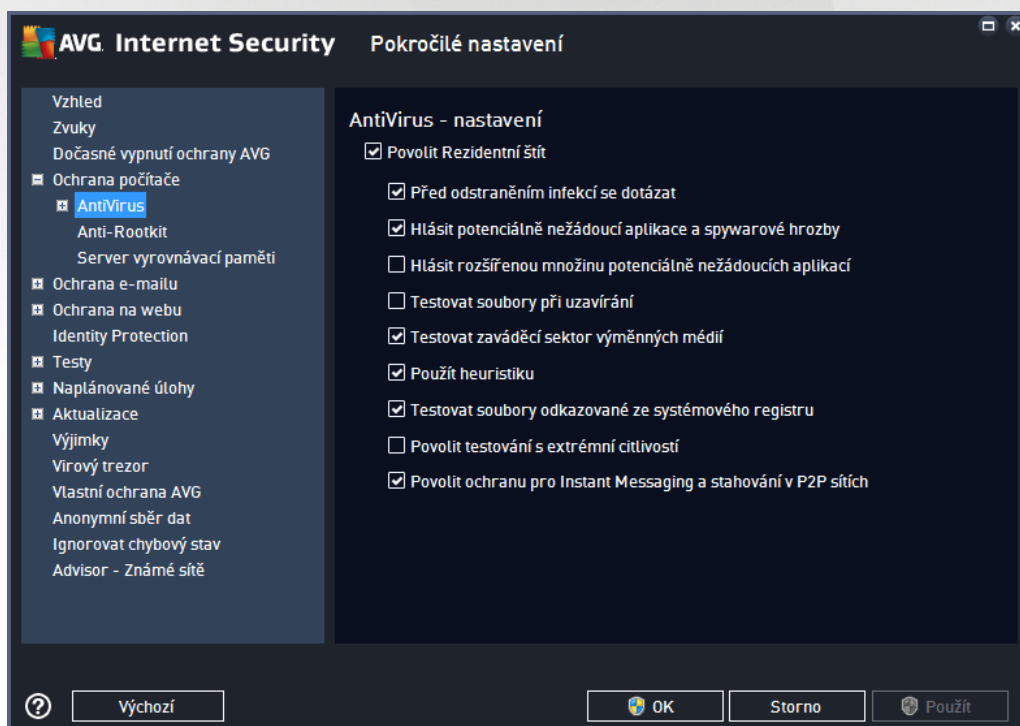 AVG. Internet Security Pokročilé nastavení
Vzhled
Zvuky
Dočasné vypnutí ochrany AVG
Ochrana počítače
AntiVirus
Anti-Rootkit
Server vyrovnávací paměti
Ochrana e-mailu
Ochrana na webu
Identity Protection
Testy
Naplánované úlohy
Aktualizace
Výjimky
Virový trezor
Vlastní ochrana AVG
Anonymní sběr dat
Ignorovat chybový stav
Advisor - Známé sítě
AntiVirus - nastavení
Povolit Rezidentní štít
Před odstraněním infekcí se dotázat
Hlásit potenciálně nežádoucí aplikace a spywarové hrozby
Hlásit rozšířenou množinu potenciálně nežádoucích aplikací
Testovat soubory při uzavírání
Testovat zaváděcí sektor výměnných médií
Použít heuristiku
Testovat soubory odkazované ze systémového registru
Povolit testování s extrémní citlivostí
Povolit ochranu pro Instant Messaging a stahování v P2P sítích
Výchozí
OK
Storno
Použít